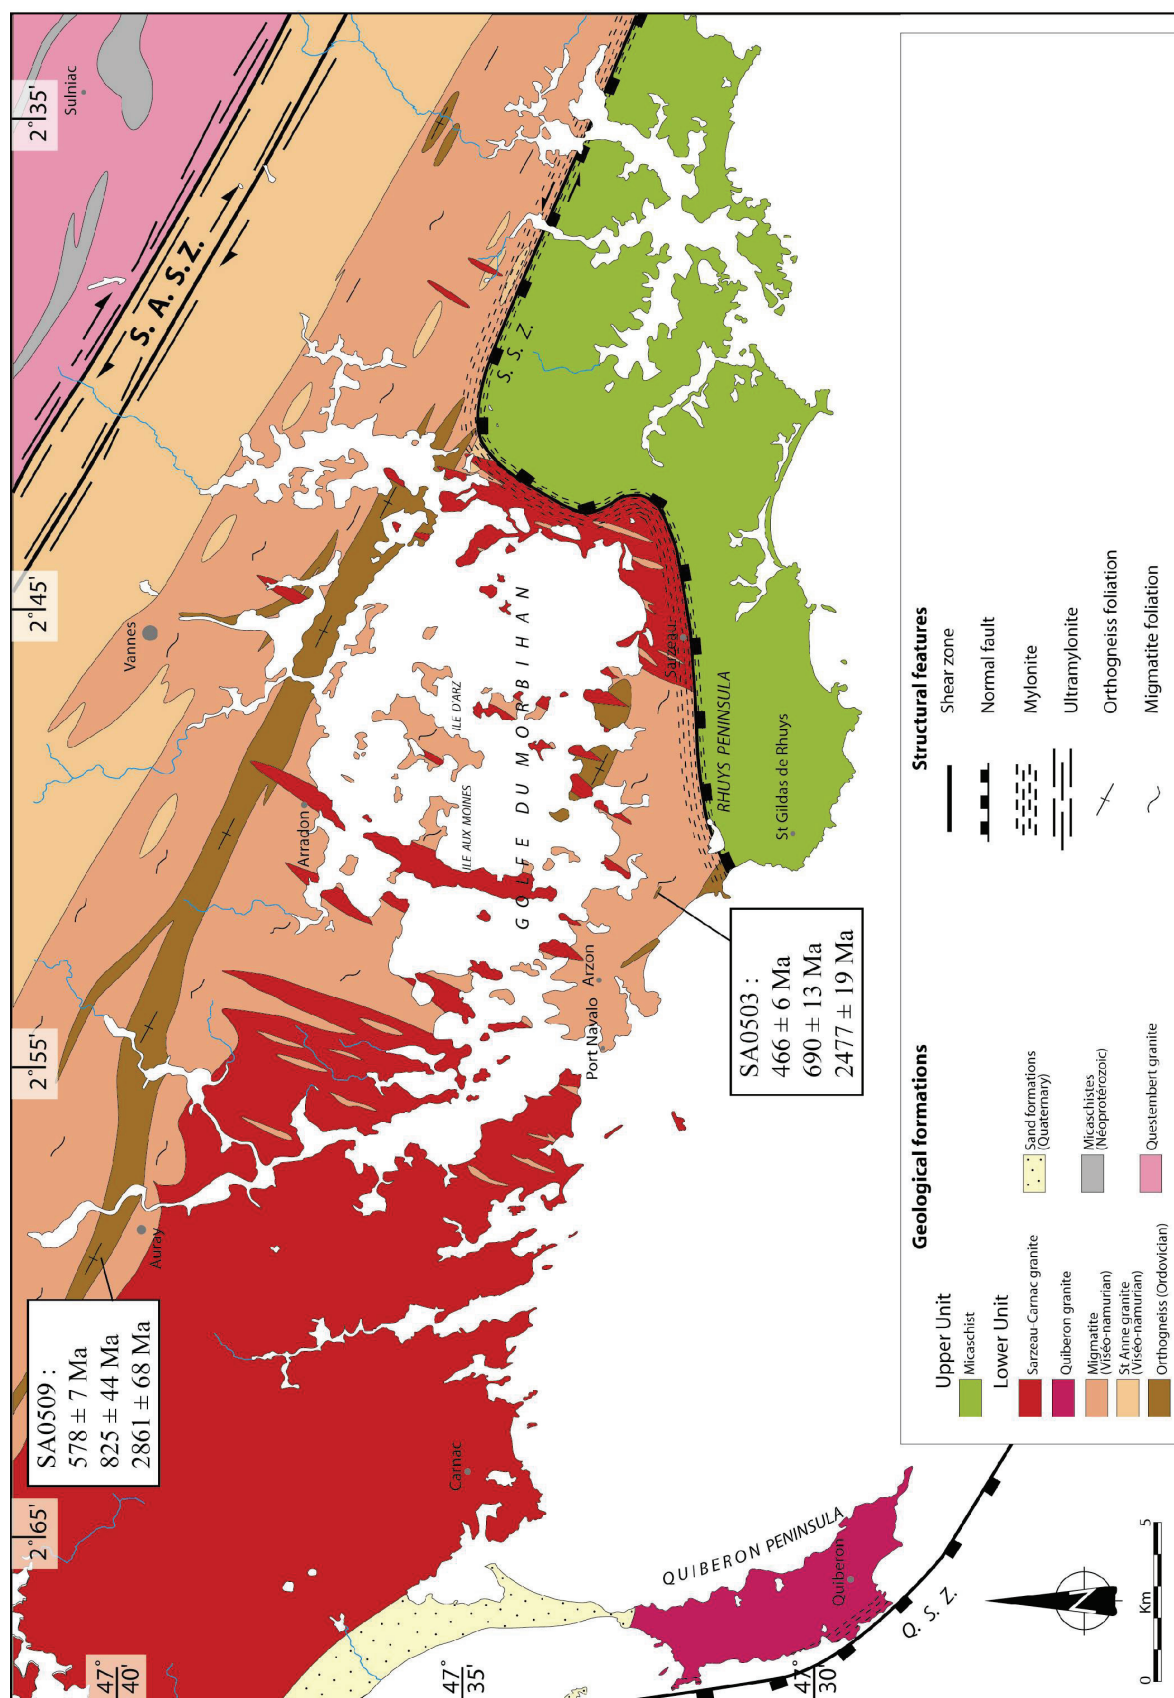 2°65'
2°55'
2°45'
2°35'
47°
40'
47°
35'
47°
30'
SA0509 :
578 ± 7 Ma
825 ± 44 Ma
2861 ± 68 Ma
Auray
Vannes
S. A. S. Z.
Sulniac
Carnac
Arradon
ILE AUX MOINES
ILE D'ARZ
GOLFE DU MORBIHAN
S. S. Z.
Port Navalo
Arzon
Sarzeau
RHUYS PENINSULA
St Gildas de Rhuys
SA0503 :
466 ± 6 Ma
690 ± 13 Ma
2477 ± 19 Ma
QUIBERON PENINSULA
Quiberon
Q. S. Z.
N
0 Km 5
Geological formations
Upper Unit
Micaschist
Lower Unit
Sarzeau-Carnac granite
Quiberon granite
Migmatite
(Viséo-namurian)
St Anne granite
(Viséo-namurian)
Orthogneiss (Ordovician)
Sand formations
(Quaternary)
Micaschistes
(Néoprotérozoic)
Questembert granite
Structural features
Shear zone
Normal fault
Mylonite
Ultramylonite
Orthogneiss foliation
Migmatite foliation